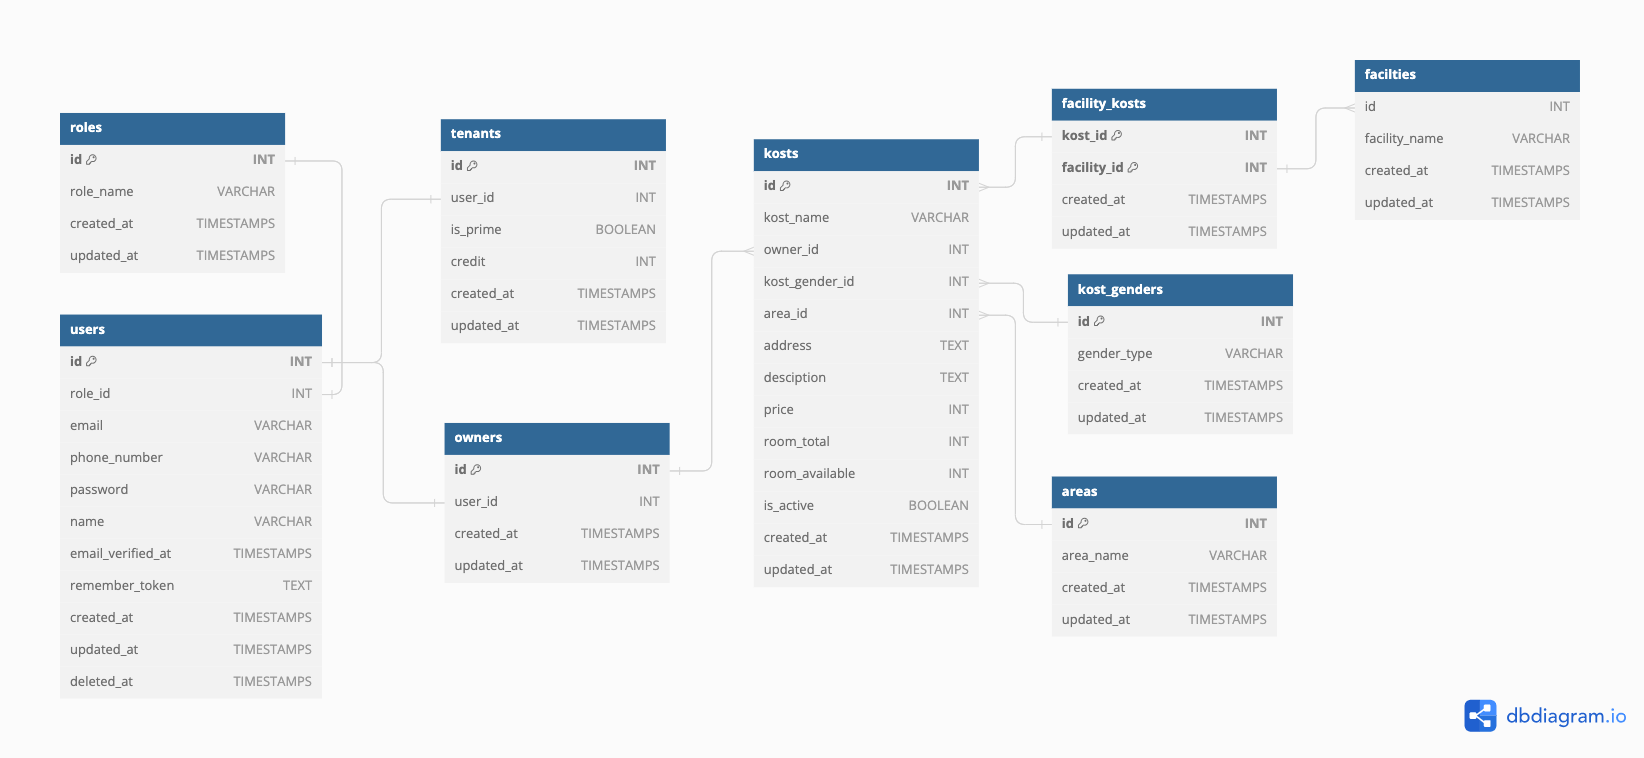 roles
id INT
role_name VARCHAR
created_at TIMESTAMPS
updated_at TIMESTAMPS
users
id INT
role_id INT
email VARCHAR
phone_number VARCHAR
password VARCHAR
name VARCHAR
email_verified_at TIMESTAMPS
remember_token TEXT
created_at TIMESTAMPS
updated_at TIMESTAMPS
deleted_at TIMESTAMPS
tenants
id INT
user_id INT
is_prime BOOLEAN
credit INT
created_at TIMESTAMPS
updated_at TIMESTAMPS
owners
id INT
user_id INT
created_at TIMESTAMPS
updated_at TIMESTAMPS
kosts
id INT
kost_name VARCHAR
owner_id INT
kost_gender_id INT
area_id INT
address TEXT
desciption TEXT
price INT
room_total INT
room_available INT
is_active BOOLEAN
created_at TIMESTAMPS
updated_at TIMESTAMPS
facility_kosts
kost_id INT
facility_id INT
created_at TIMESTAMPS
updated_at TIMESTAMPS
kost_genders
id INT
gender_type VARCHAR
created_at TIMESTAMPS
updated_at TIMESTAMPS
areas
id INT
area_name VARCHAR
created_at TIMESTAMPS
updated_at TIMESTAMPS
facilties
id INT
facility_name VARCHAR
created_at TIMESTAMPS
updated_at TIMESTAMPS
dbdiagram.io